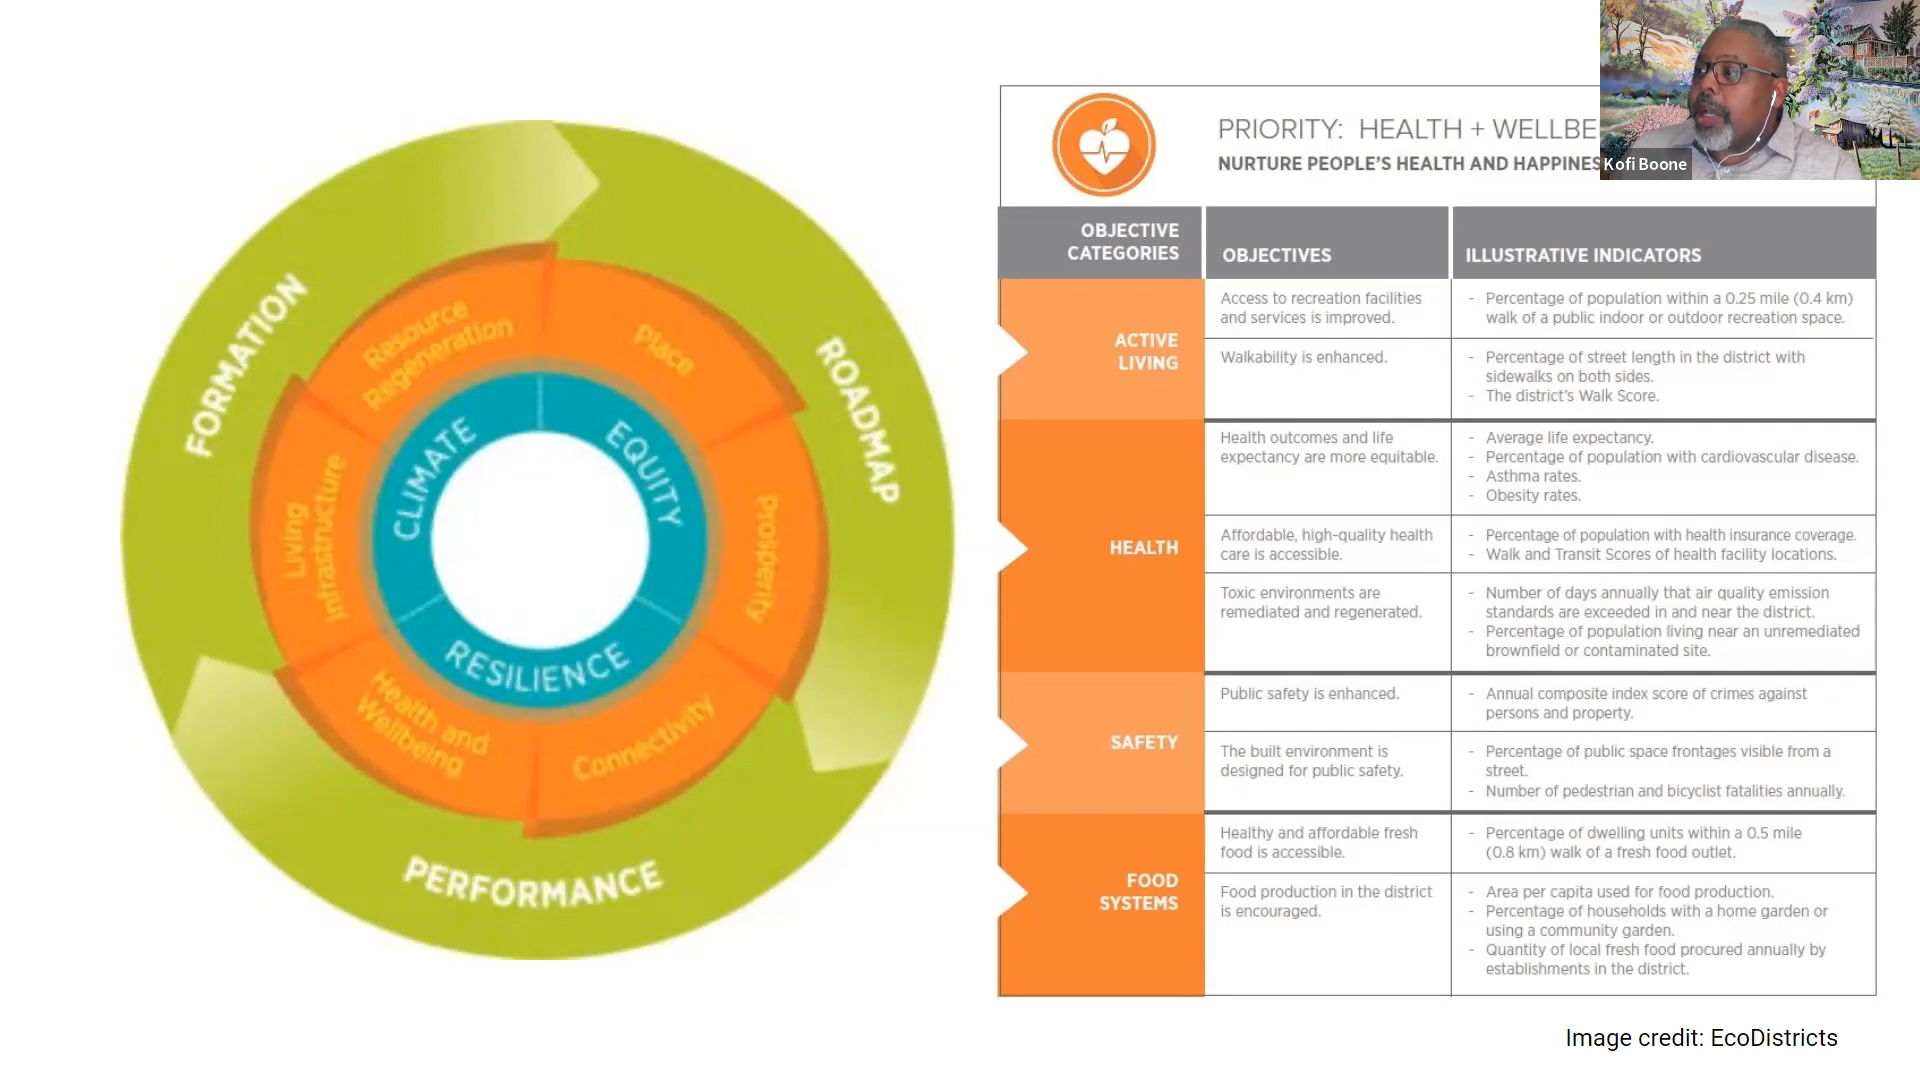 FORMATION
ROADMAP
PERFORMANCE
Resource
Regeneration
Place
Prosperity
Connectivity
Health and
Wellbeing
Living
Infrastructure
CLIMATE
EQUITY
RESILIENCE
PRIORITY: HEALTH + WELLBE
NURTURE PEOPLE'S HEALTH AND HAPPINES
Kofi Boone
OBJECTIVE
CATEGORIES
OBJECTIVES
ILLUSTRATIVE INDICATORS
ACTIVE
LIVING
Access to recreation facilities
and services is improved.
- Percentage of population within a 0.25 mile (0.4 km)
walk of a public indoor or outdoor recreation space.
Walkability is enhanced.
- Percentage of street length in the district with
sidewalks on both sides.
- The district's Walk Score.
HEALTH
Health outcomes and life
expectancy are more equitable.
- Average life expectancy.
- Percentage of population with cardiovascular disease.
- Asthma rates.
- Obesity rates.
Affordable, high-quality health
care is accessible.
- Percentage of population with health insurance coverage.
- Walk and Transit Scores of health facility locations.
Toxic environments are
remediated and regenerated.
- Number of days annually that air quality emission
standards are exceeded in and near the district.
- Percentage of population living near an unremediated
brownfield or contaminated site.
SAFETY
Public safety is enhanced.
- Annual composite index score of crimes against
persons and property.
The built environment is
designed for public safety.
- Percentage of public space frontages visible from a
street.
- Number of pedestrian and bicyclist fatalities annually.
FOOD
SYSTEMS
Healthy and affordable fresh
food is accessible.
- Percentage of dwelling units within a 0.5 mile
(0.8 km) walk of a fresh food outlet.
Food production in the district
is encouraged.
- Area per capita used for food production.
- Percentage of households with a home garden or
using a community garden.
- Quantity of local fresh food procured annually by
establishments in the district.
Image credit: EcoDistricts